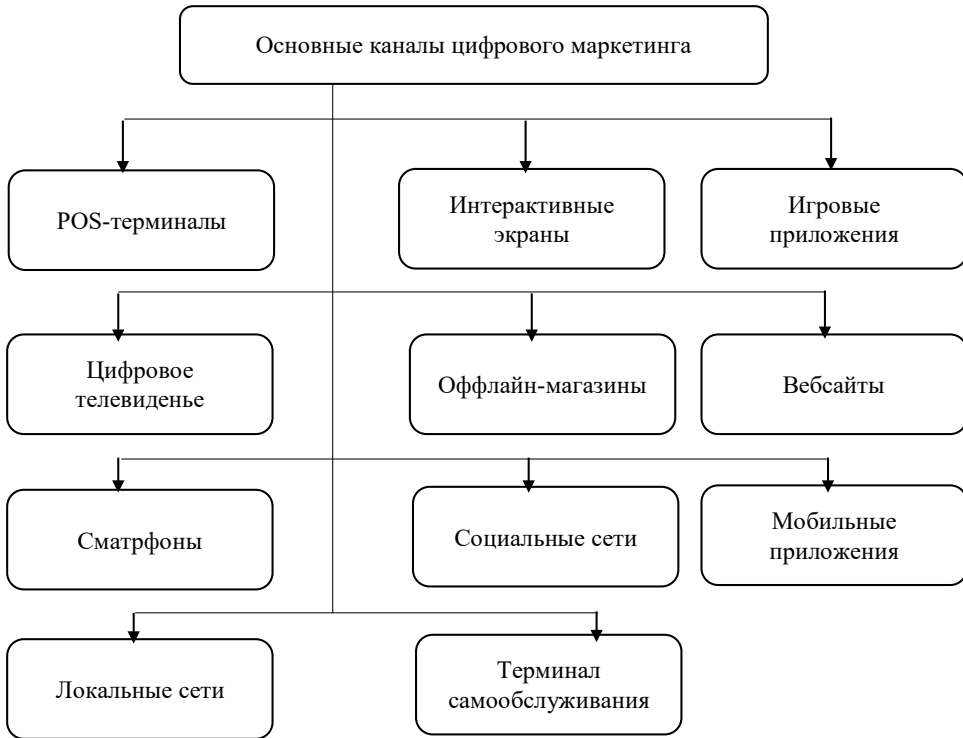 Основные каналы цифрового маркетинга
POS-терминалы
Интерактивные
экраны
Игровые
приложения
Цифровое
телевиденье
Оффлайн-магазины
Вебсайты
Сматрфоны
Социальные сети
Мобильные
приложения
Локальные сети
Терминал
самообслуживания